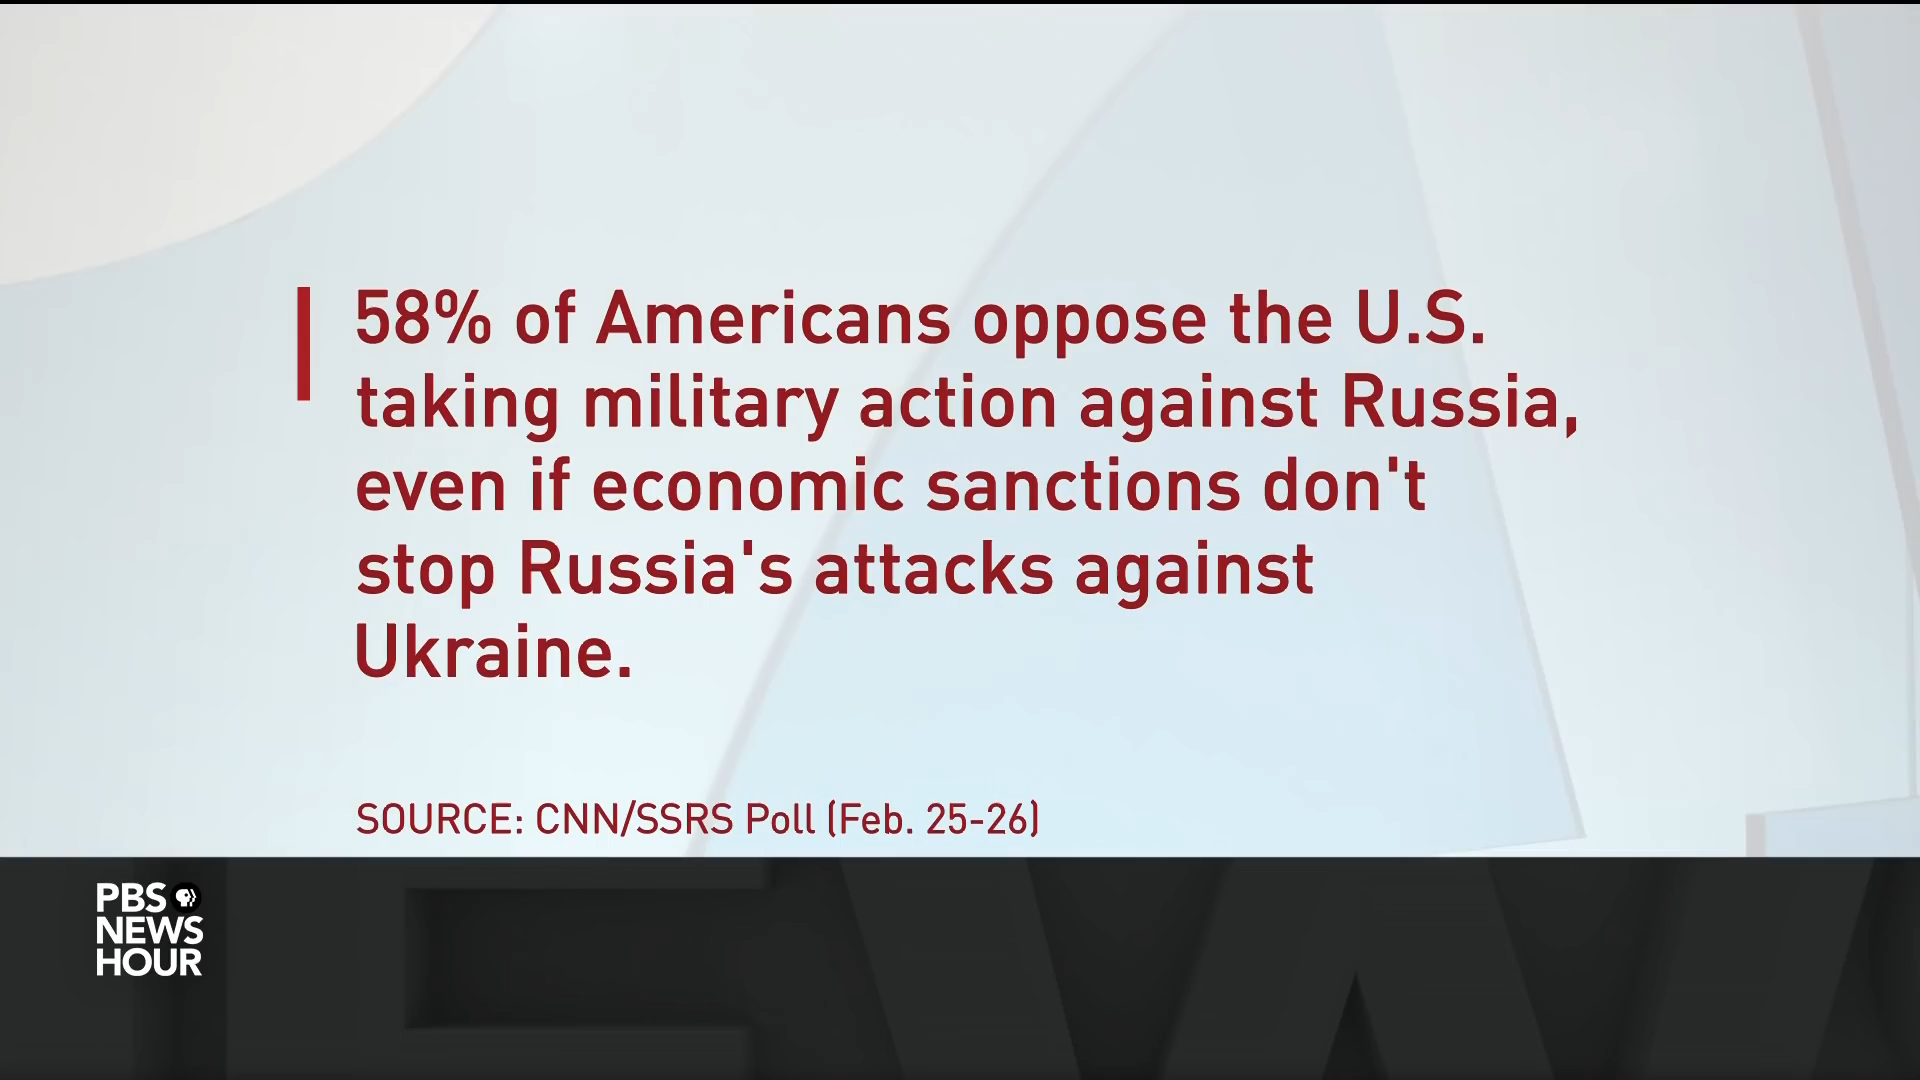 58% of Americans oppose the U.S.
taking military action against Russia,
even if economic sanctions don't
stop Russia's attacks against
Ukraine.
SOURCE: CNN/SSRS Poll (Feb. 25-26)
PBS
NEWS
HOUR